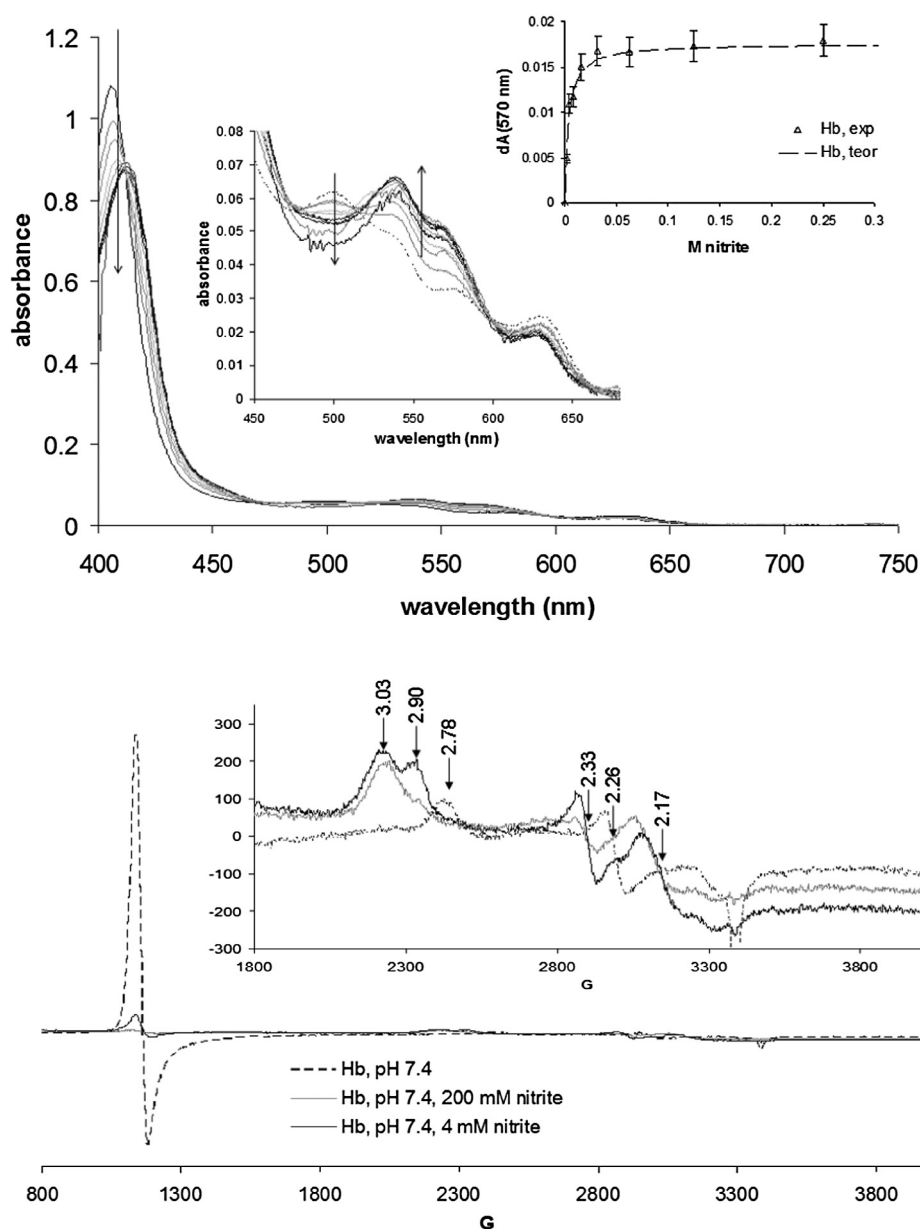 1.2
1
0.8
0.6
0.4
0.2
0
absorbance
400 450 500 550 600 650 700 750
wavelength (nm)
0.08
0.07
0.06
0.05
0.04
0.03
0.02
0.01
0
absorbance
450 500 550 600 650
wavelength (nm)
0.02
0.015
0.01
0.005
0
dA(570 nm)
Hb, exp
Hb, teor
0 0.05 0.1 0.15 0.2 0.25 0.3
M nitrite
3.03
2.90
2.78
2.33
2.26
2.17
300
200
100
0
-100
-200
-300
1800 2300 2800 3300 3800
G
Hb, pH 7.4
Hb, pH 7.4, 200 mM nitrite
Hb, pH 7.4, 4 mM nitrite
800 1300 1800 2300 2800 3300 3800
G